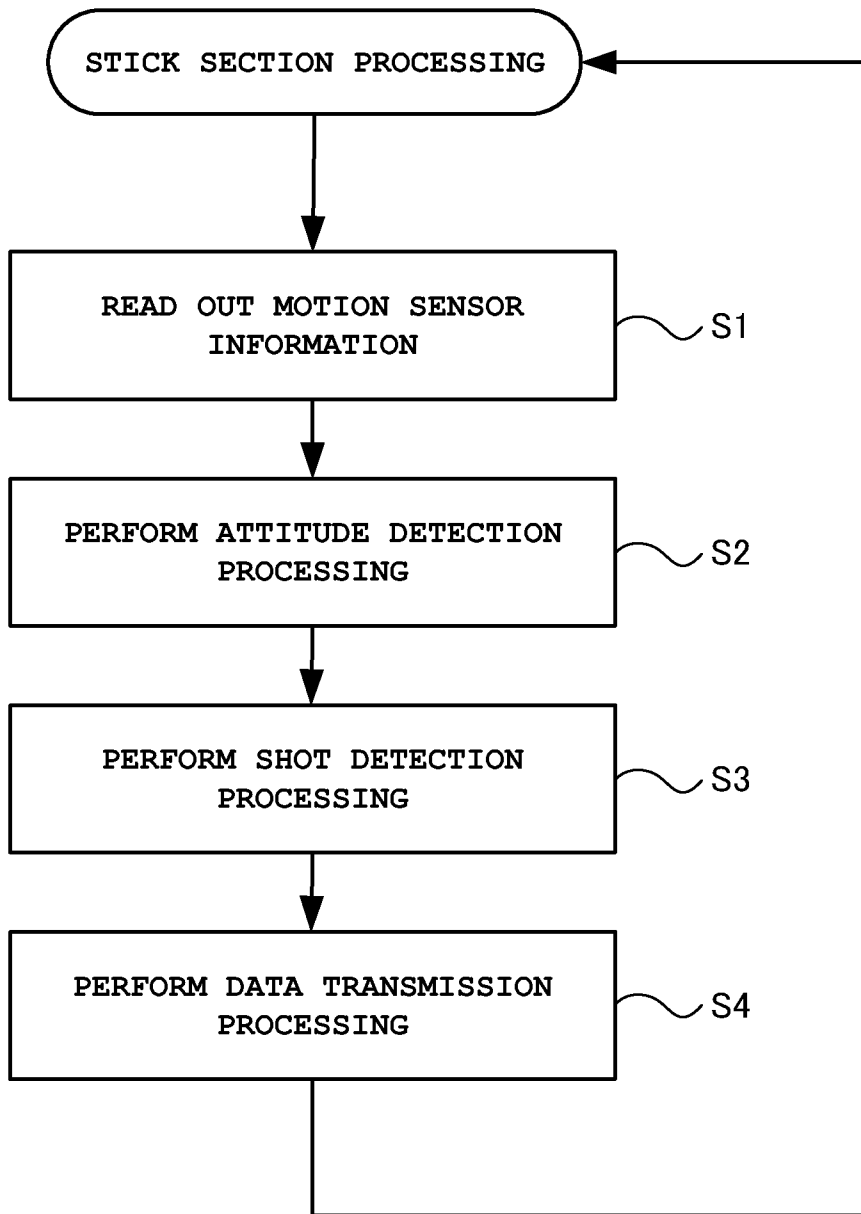 STICK SECTION PROCESSING
READ OUT MOTION SENSOR
INFORMATION
S1
PERFORM ATTITUDE DETECTION
PROCESSING
S2
PERFORM SHOT DETECTION
PROCESSING
S3
PERFORM DATA TRANSMISSION
PROCESSING
S4